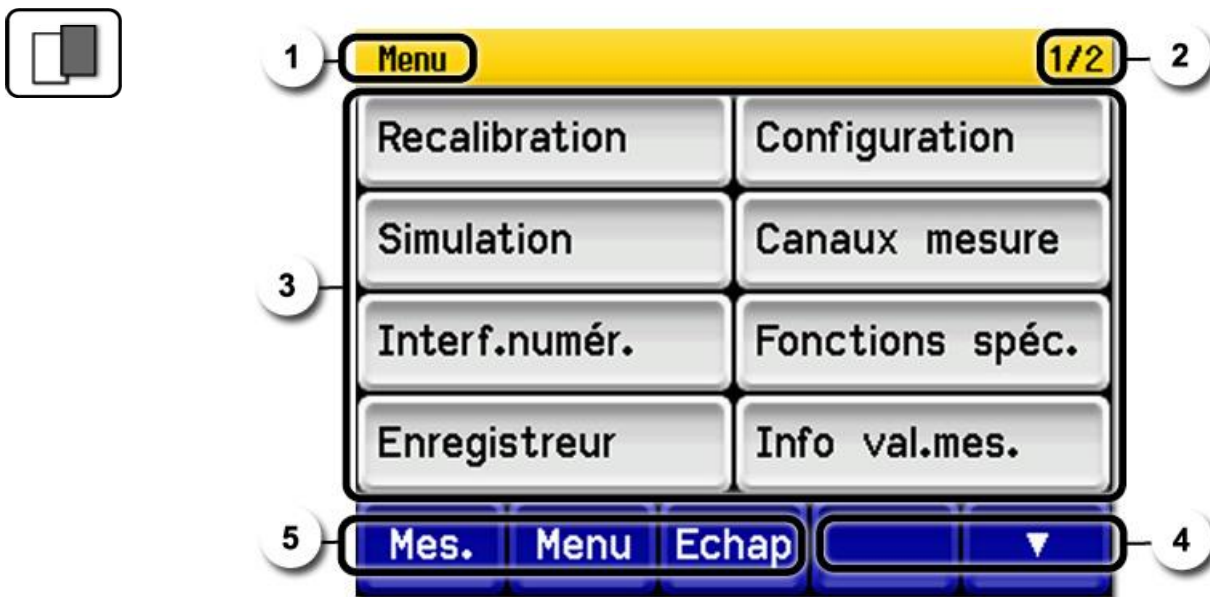 1 Menu 1/2 2
Recalibration Configuration
Simulation Canaux mesure
3
Interf.numér. Fonctions spéc.
Enregistreur Info val.mes.
5 Mes. Menu Echap ▼ 4